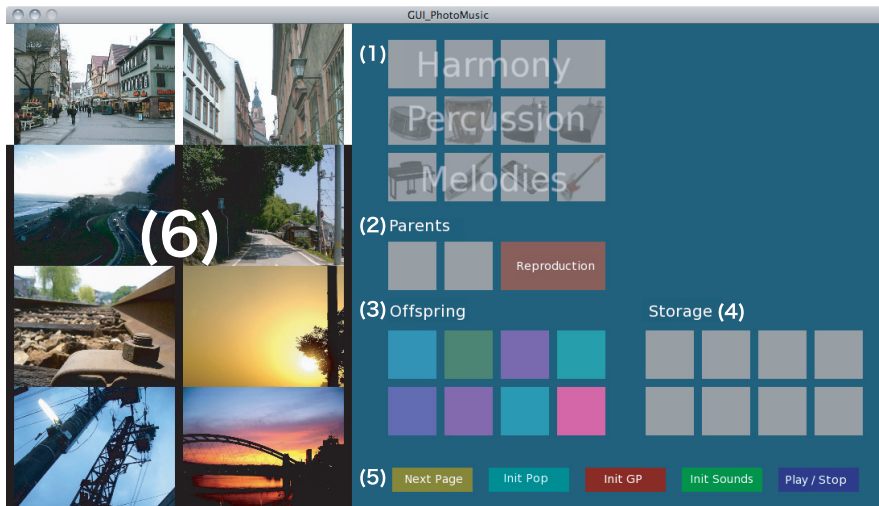 GUI_PhotoMusic
(1)
Harmony
Percussion
Melodies
(2) Parents
Reproduction
(3) Offspring
Storage (4)
(5) Next Page Init Pop Init GP Init Sounds Play / Stop
(6)